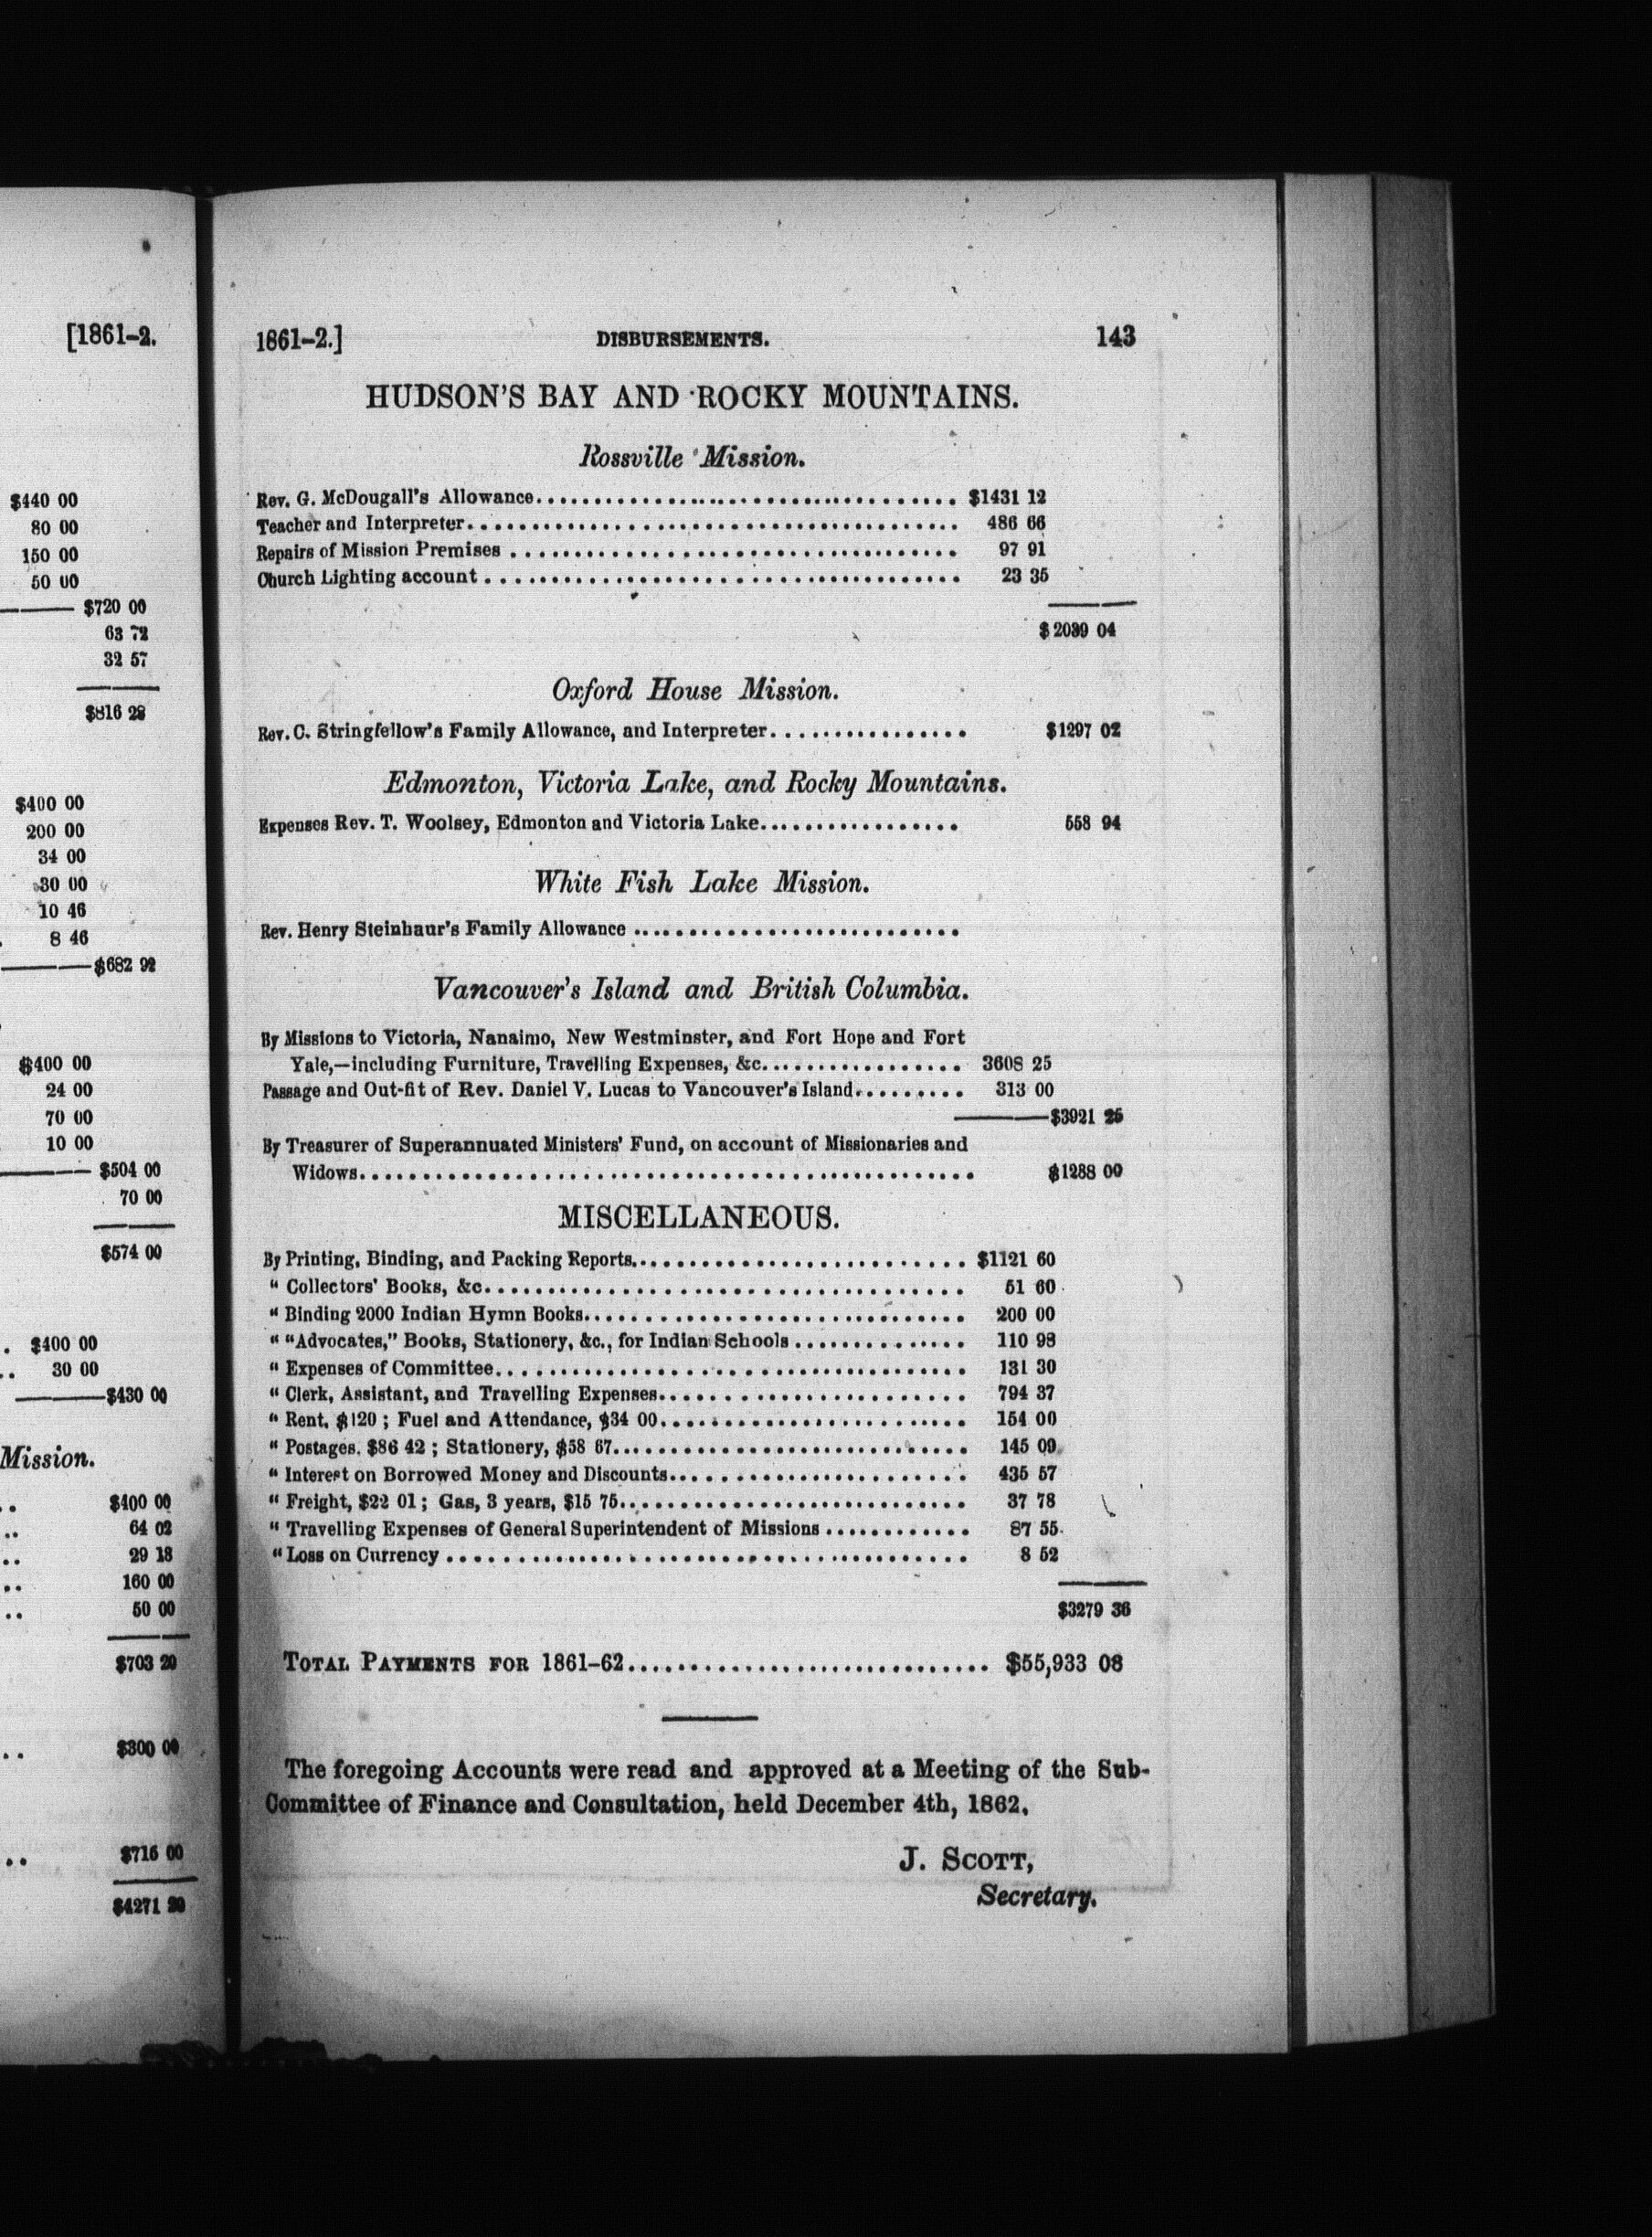 [1861-2.
$440 00
80 00
150 00
50 00
$720 00
63 72
32 57
$816 28
$400 00
200 00
34 00
30 00
10 46
8 46
$682 92
$400 00
24 00
70 00
10 00
$504 00
70 00
$574 00
. $400 00
.. 30 00
$430 00
Mission.
.. $400 00
.. 64 02
.. 29 18
.. 160 00
.. 50 00
$703 20
.. $300 00
.. $716 00
$4271
1861-2.] DISBURSEMENTS. 143
HUDSON'S BAY AND ROCKY MOUNTAINS.
Rossville Mission.
Rev. G. McDougall's Allowance................................... $1431 12
Teacher and Interpreter....................................... 486 66
Repairs of Mission Premises .................................. 97 91
Church Lighting account .................................... 23 35
$2039 04
Oxford House Mission.
Rev. C. Stringfellow's Family Allowance, and Interpreter................ $1297 02
Edmonton, Victoria Lake, and Rocky Mountains.
Expenses Rev. T. Woolsey, Edmonton and Victoria Lake................ 558 94
White Fish Lake Mission.
Rev. Henry Steinhaur's Family Allowance ..........................
Vancouver's Island and British Columbia.
By Missions to Victoria, Nanaimo, New Westminster, and Fort Hope and Fort
Yale,—including Furniture, Travelling Expenses, &c................ 3608 25
Passage and Out-fit of Rev. Daniel V. Lucas to Vancouver's Island......... 313 00
$3921 25
By Treasurer of Superannuated Ministers' Fund, on account of Missionaries and
Widows................................................ $1288 00
MISCELLANEOUS.
By Printing, Binding, and Packing Reports.......................... $1121 60
" Collectors' Books, &c...................................... 51 60
" Binding 2000 Indian Hymn Books.............................. 200 00
" "Advocates," Books, Stationery, &c., for Indian Schools .............. 110 98
" Expenses of Committee..................................... 131 30
" Clerk, Assistant, and Travelling Expenses........................ 794 37
" Rent, $120 ; Fuel and Attendance, $34 00........................ 154 00
" Postages. $86 42 ; Stationery, $58 67............................ 145 09
" Interest on Borrowed Money and Discounts....................... 435 57
" Freight, $22 01 ; Gas, 3 years, $15 75........................... 37 78
" Travelling Expenses of General Superintendent of Missions ............ 87 55
" Loss on Currency ........................................ 8 52
$3279 36
TOTAL PAYMENTS FOR 1861-62............................. $55,933 08
The foregoing Accounts were read and approved at a Meeting of the Sub-
Committee of Finance and Consultation, held December 4th, 1862.
J. SCOTT,
Secretary.